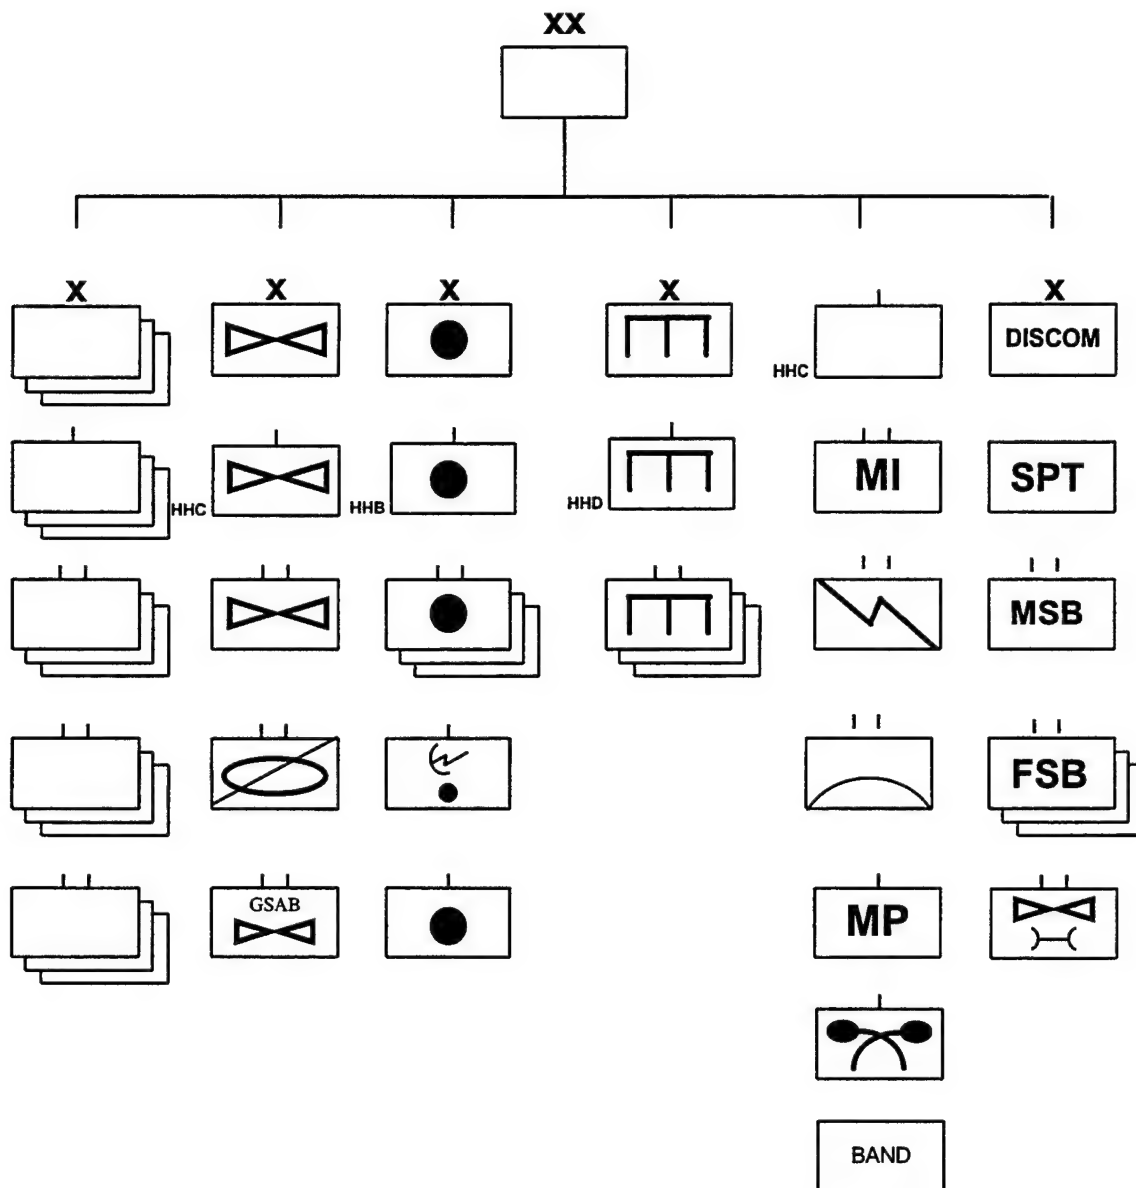 XX
X X X X X
HHC DISCOM
HHC HHB HHD MI SPT
MSB
FSB
GSAB MP
BAND